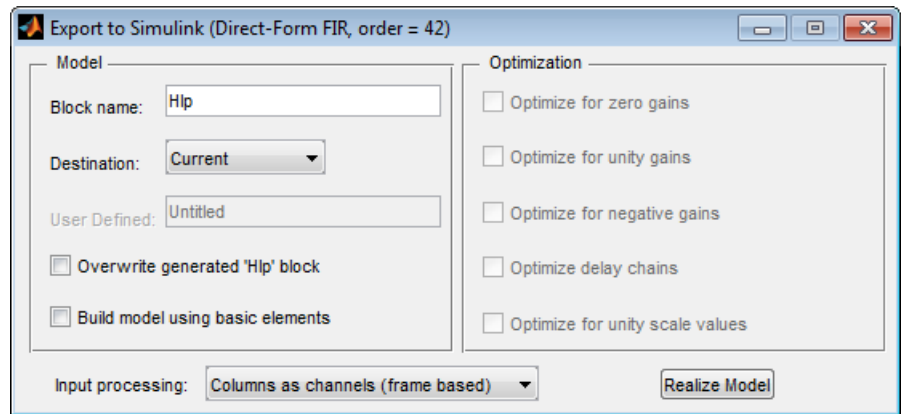 Export to Simulink (Direct-Form FIR, order = 42)
Model
Block name:
Hlp
Destination:
Current
User Defined:
Untitled
Overwrite generated 'Hlp' block
Build model using basic elements
Optimization
Optimize for zero gains
Optimize for unity gains
Optimize for negative gains
Optimize delay chains
Optimize for unity scale values
Input processing:
Columns as channels (frame based)
Realize Model